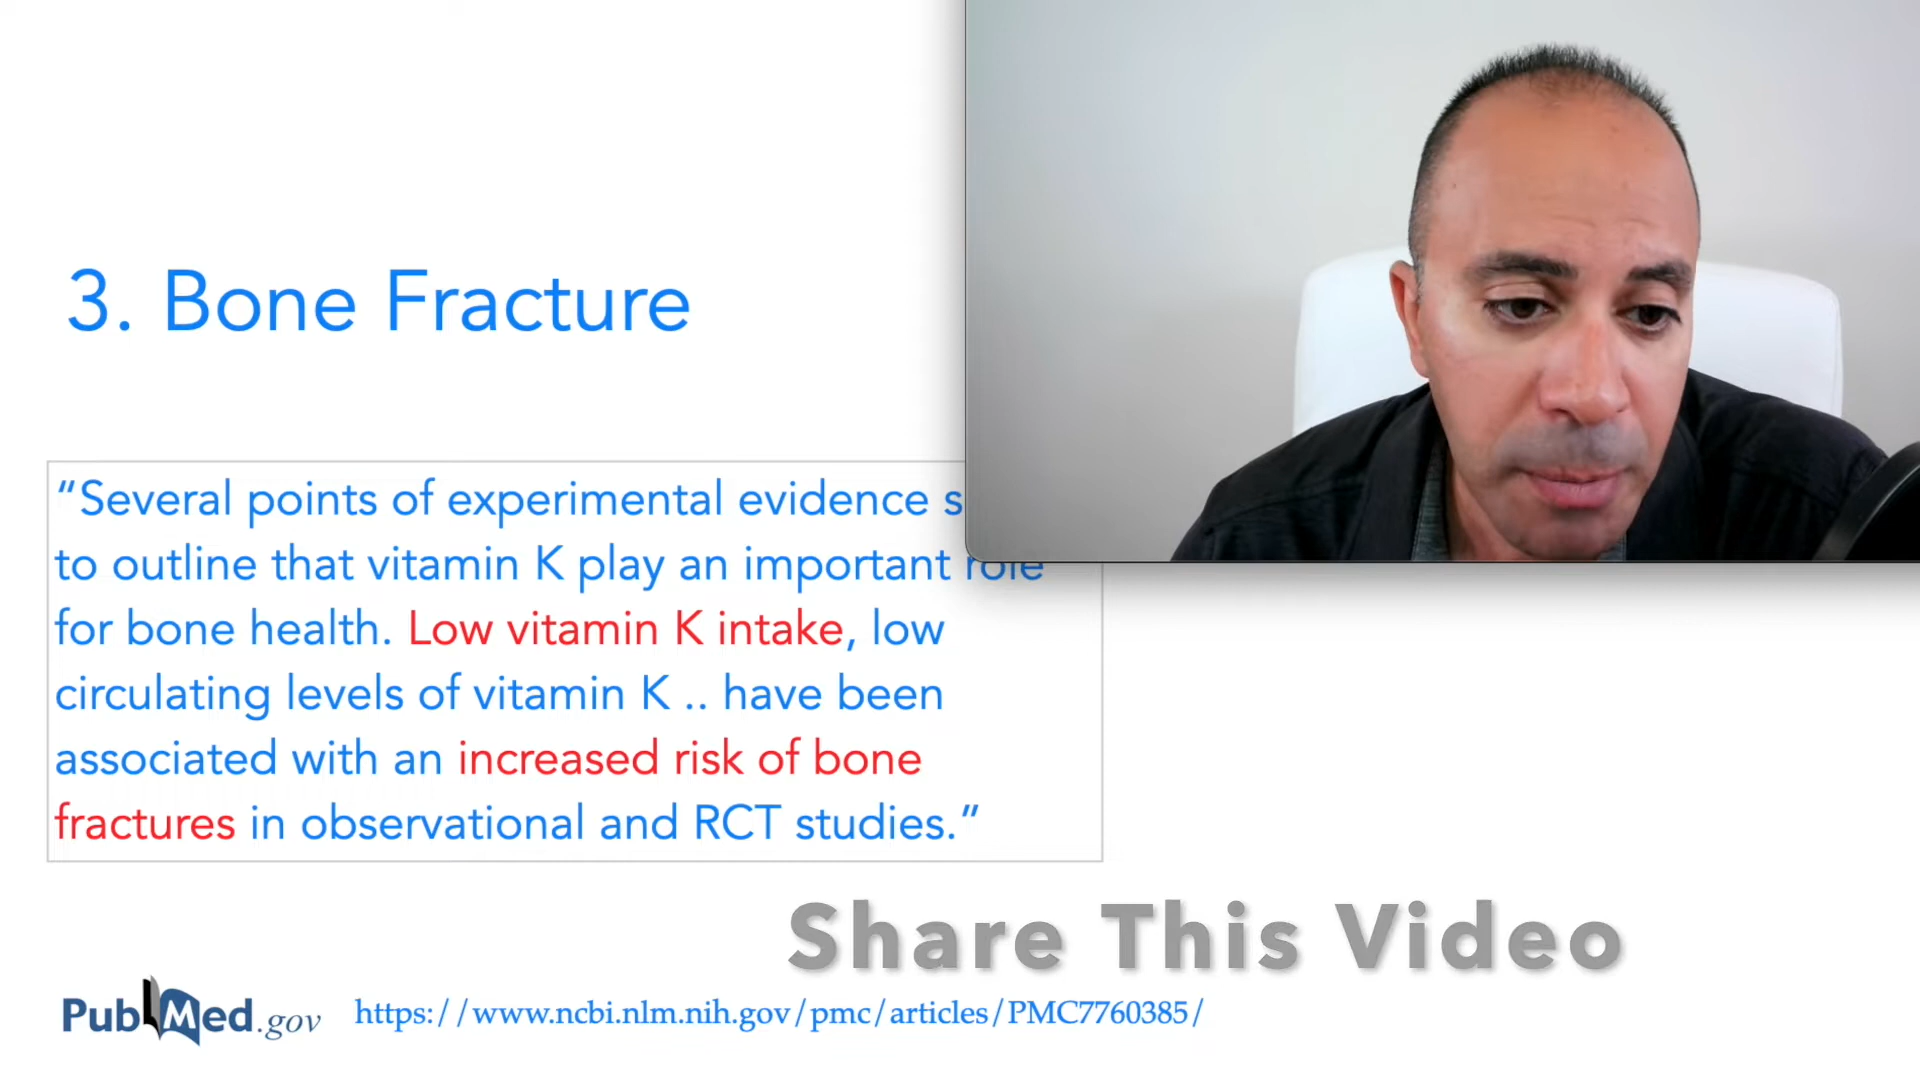 3. Bone Fracture
“Several points of experimental evidence
to outline that vitamin K play an important role
for bone health. Low vitamin K intake, low
circulating levels of vitamin K .. have been
associated with an increased risk of bone
fractures in observational and RCT studies.”
Share This Video
PubMed.gov
https://www.ncbi.nlm.nih.gov/pmc/articles/PMC7760385/